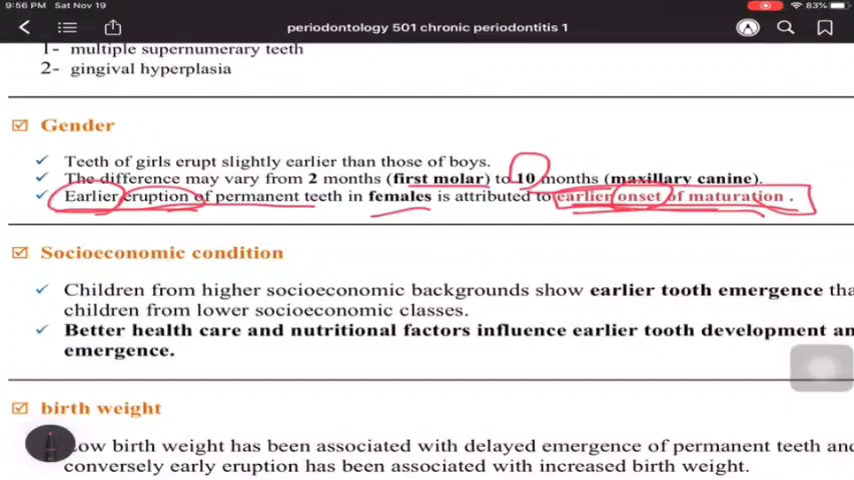 9:56 PM Sat Nov 19
83%
periodontology 501 chronic periodontitis 1
1- multiple supernumerary teeth
2- gingival hyperplasia
Gender
Teeth of girls erupt slightly earlier than those of boys.
The difference may vary from 2 months (first molar) to 10 months (maxillary canine).
Earlier eruption of permanent teeth in females is attributed to earlier onset of maturation .
Socioeconomic condition
Children from higher socioeconomic backgrounds show earlier tooth emergence tha
children from lower socioeconomic classes.
Better health care and nutritional factors influence earlier tooth development an
emergence.
birth weight
Low birth weight has been associated with delayed emergence of permanent teeth and
conversely early eruption has been associated with increased birth weight.